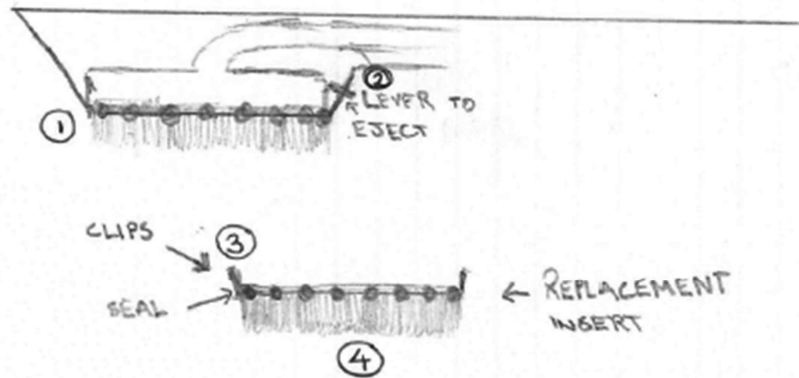 ②
LEVER TO
EJECT
①
CLIPS
③
SEAL
REPLACEMENT
INSERT
④